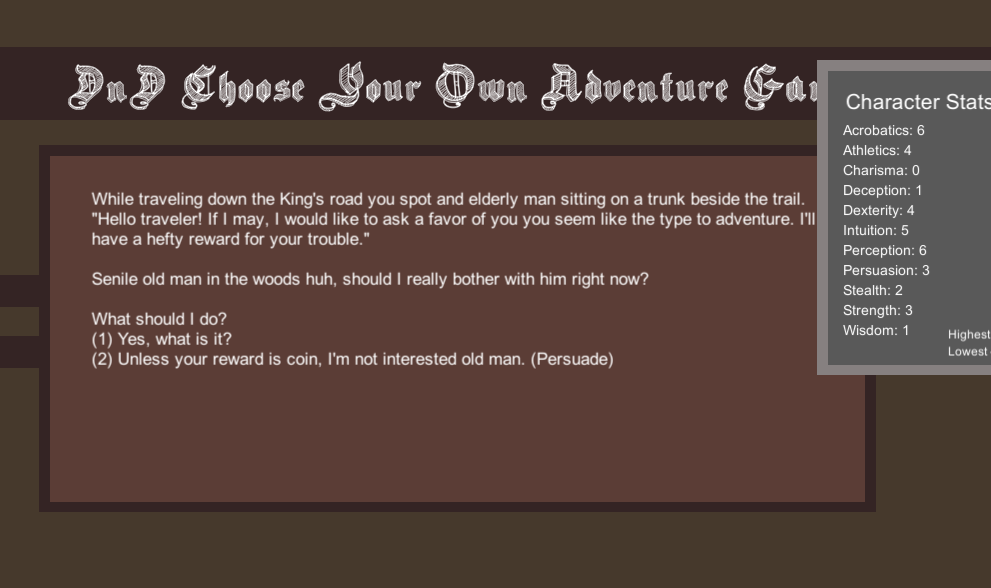 DnD Choose Your Own Adventure
While traveling down the King's road you spot and elderly man sitting on a trunk beside the trail.
"Hello traveler! If I may, I would like to ask a favor of you you seem like the type to adventure. I'll
have a hefty reward for your trouble."
Senile old man in the woods huh, should I really bother with him right now?
What should I do?
(1) Yes, what is it?
(2) Unless your reward is coin, I'm not interested old man. (Persuade)
Character Stats
Acrobatics: 6
Athletics: 4
Charisma: 0
Deception: 1
Dexterity: 4
Intuition: 5
Perception: 6
Persuasion: 3
Stealth: 2
Strength: 3
Wisdom: 1
Highest
Lowest